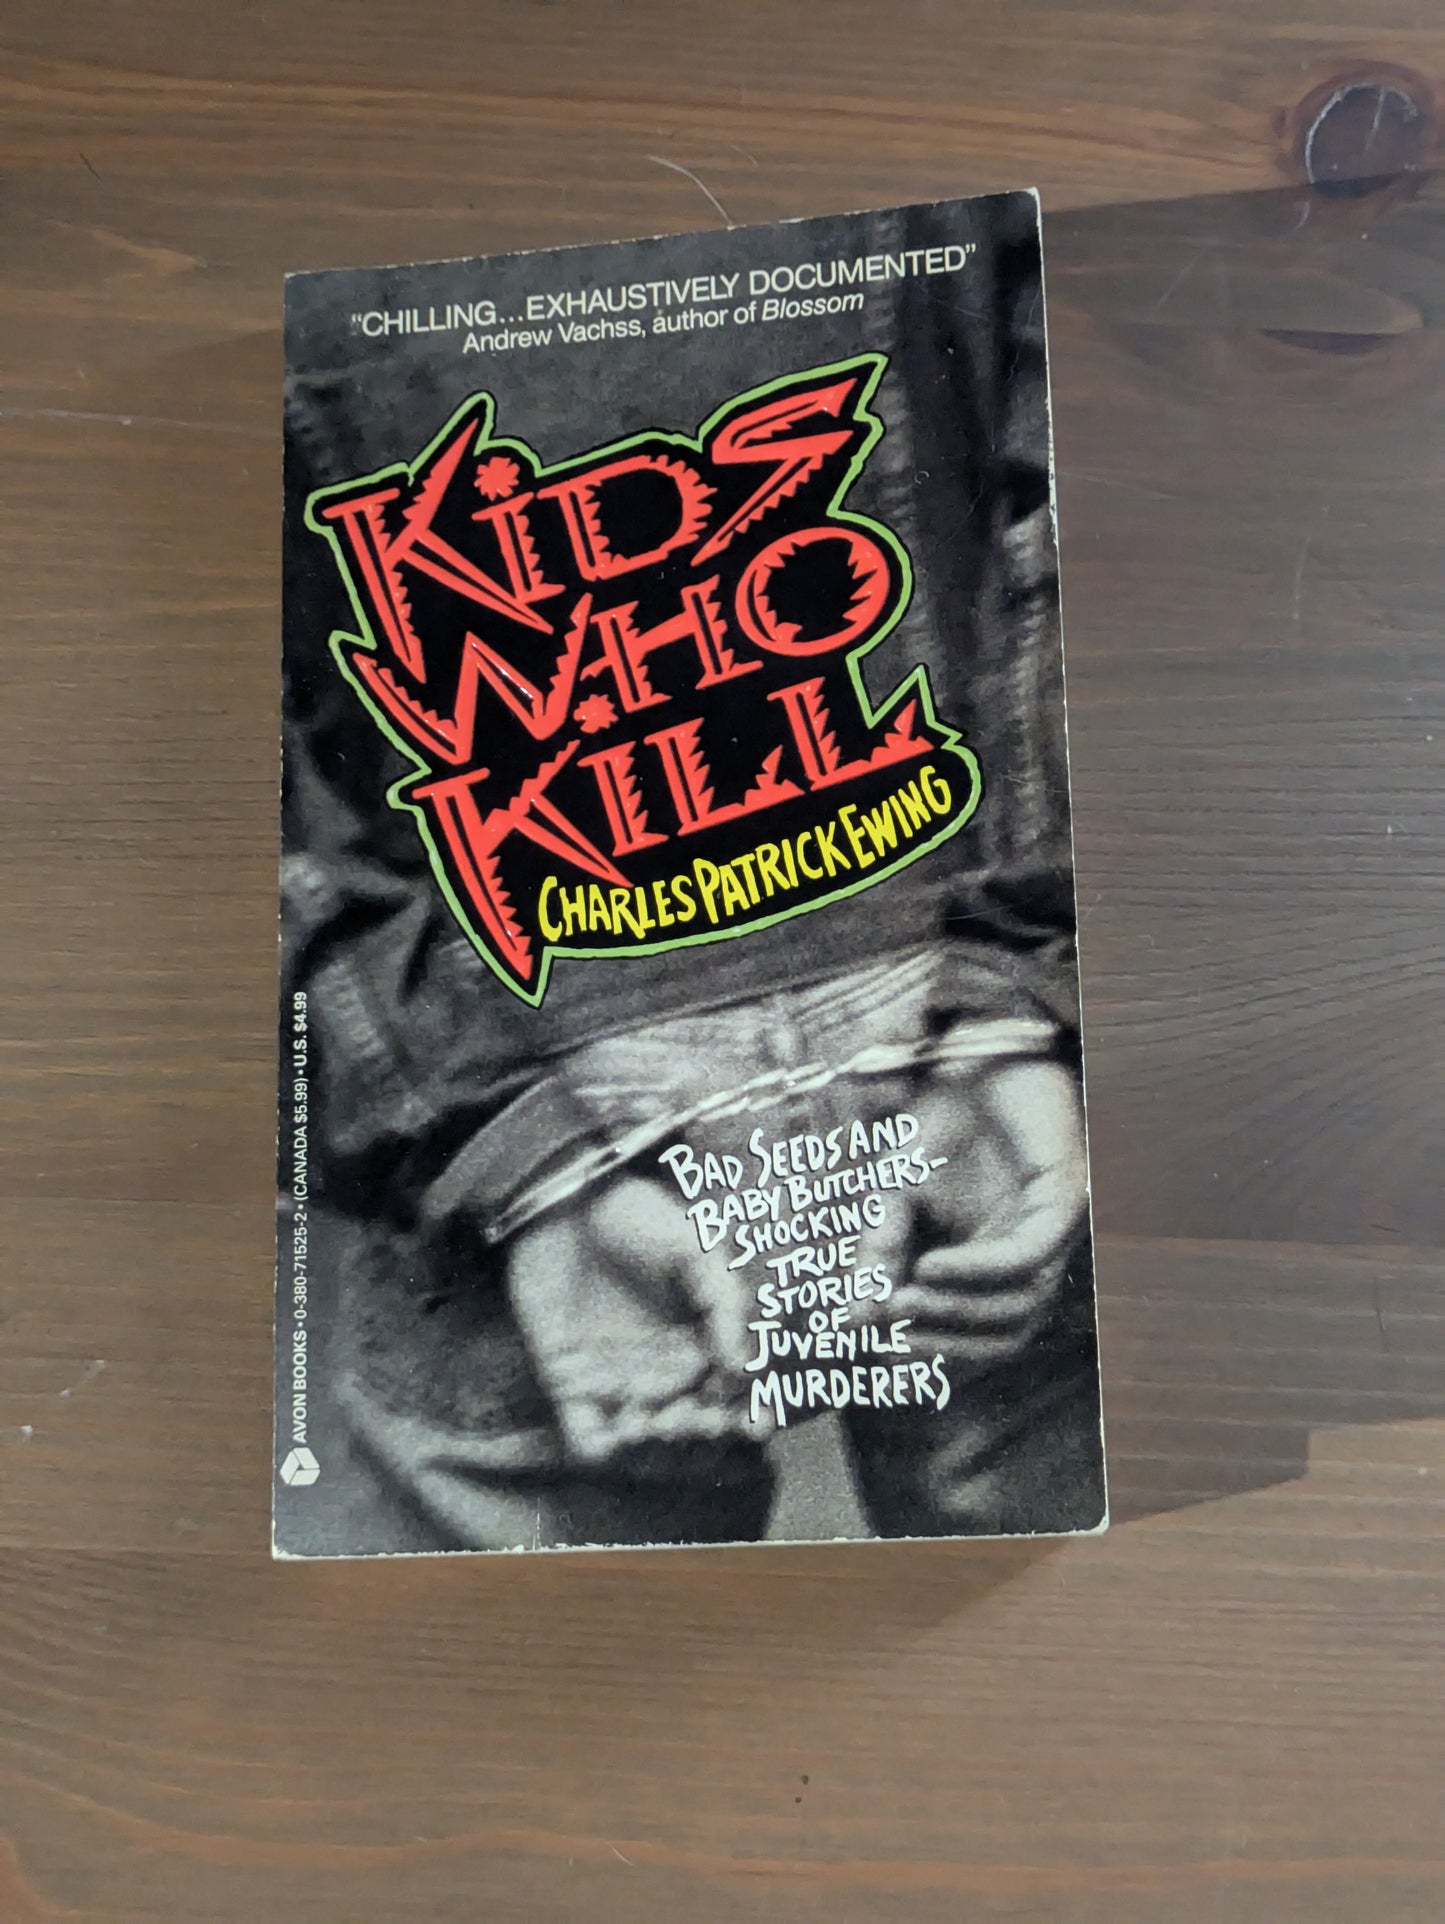 "CHILLING...EXHAUSTIVELY DOCUMENTED"
Andrew Vachss, author of Blossom
KiDS
WHO
KiLL
CHARLES PATRICK EWING
BAD SEEDS AND
BABY BUTCHERS-
SHOCKING
TRUE
STORIES
OF
JUVENILE
MURDERERS
AVON BOOKS • 0-380-71525-2 • (CANADA $5.99) • U.S. $4.99